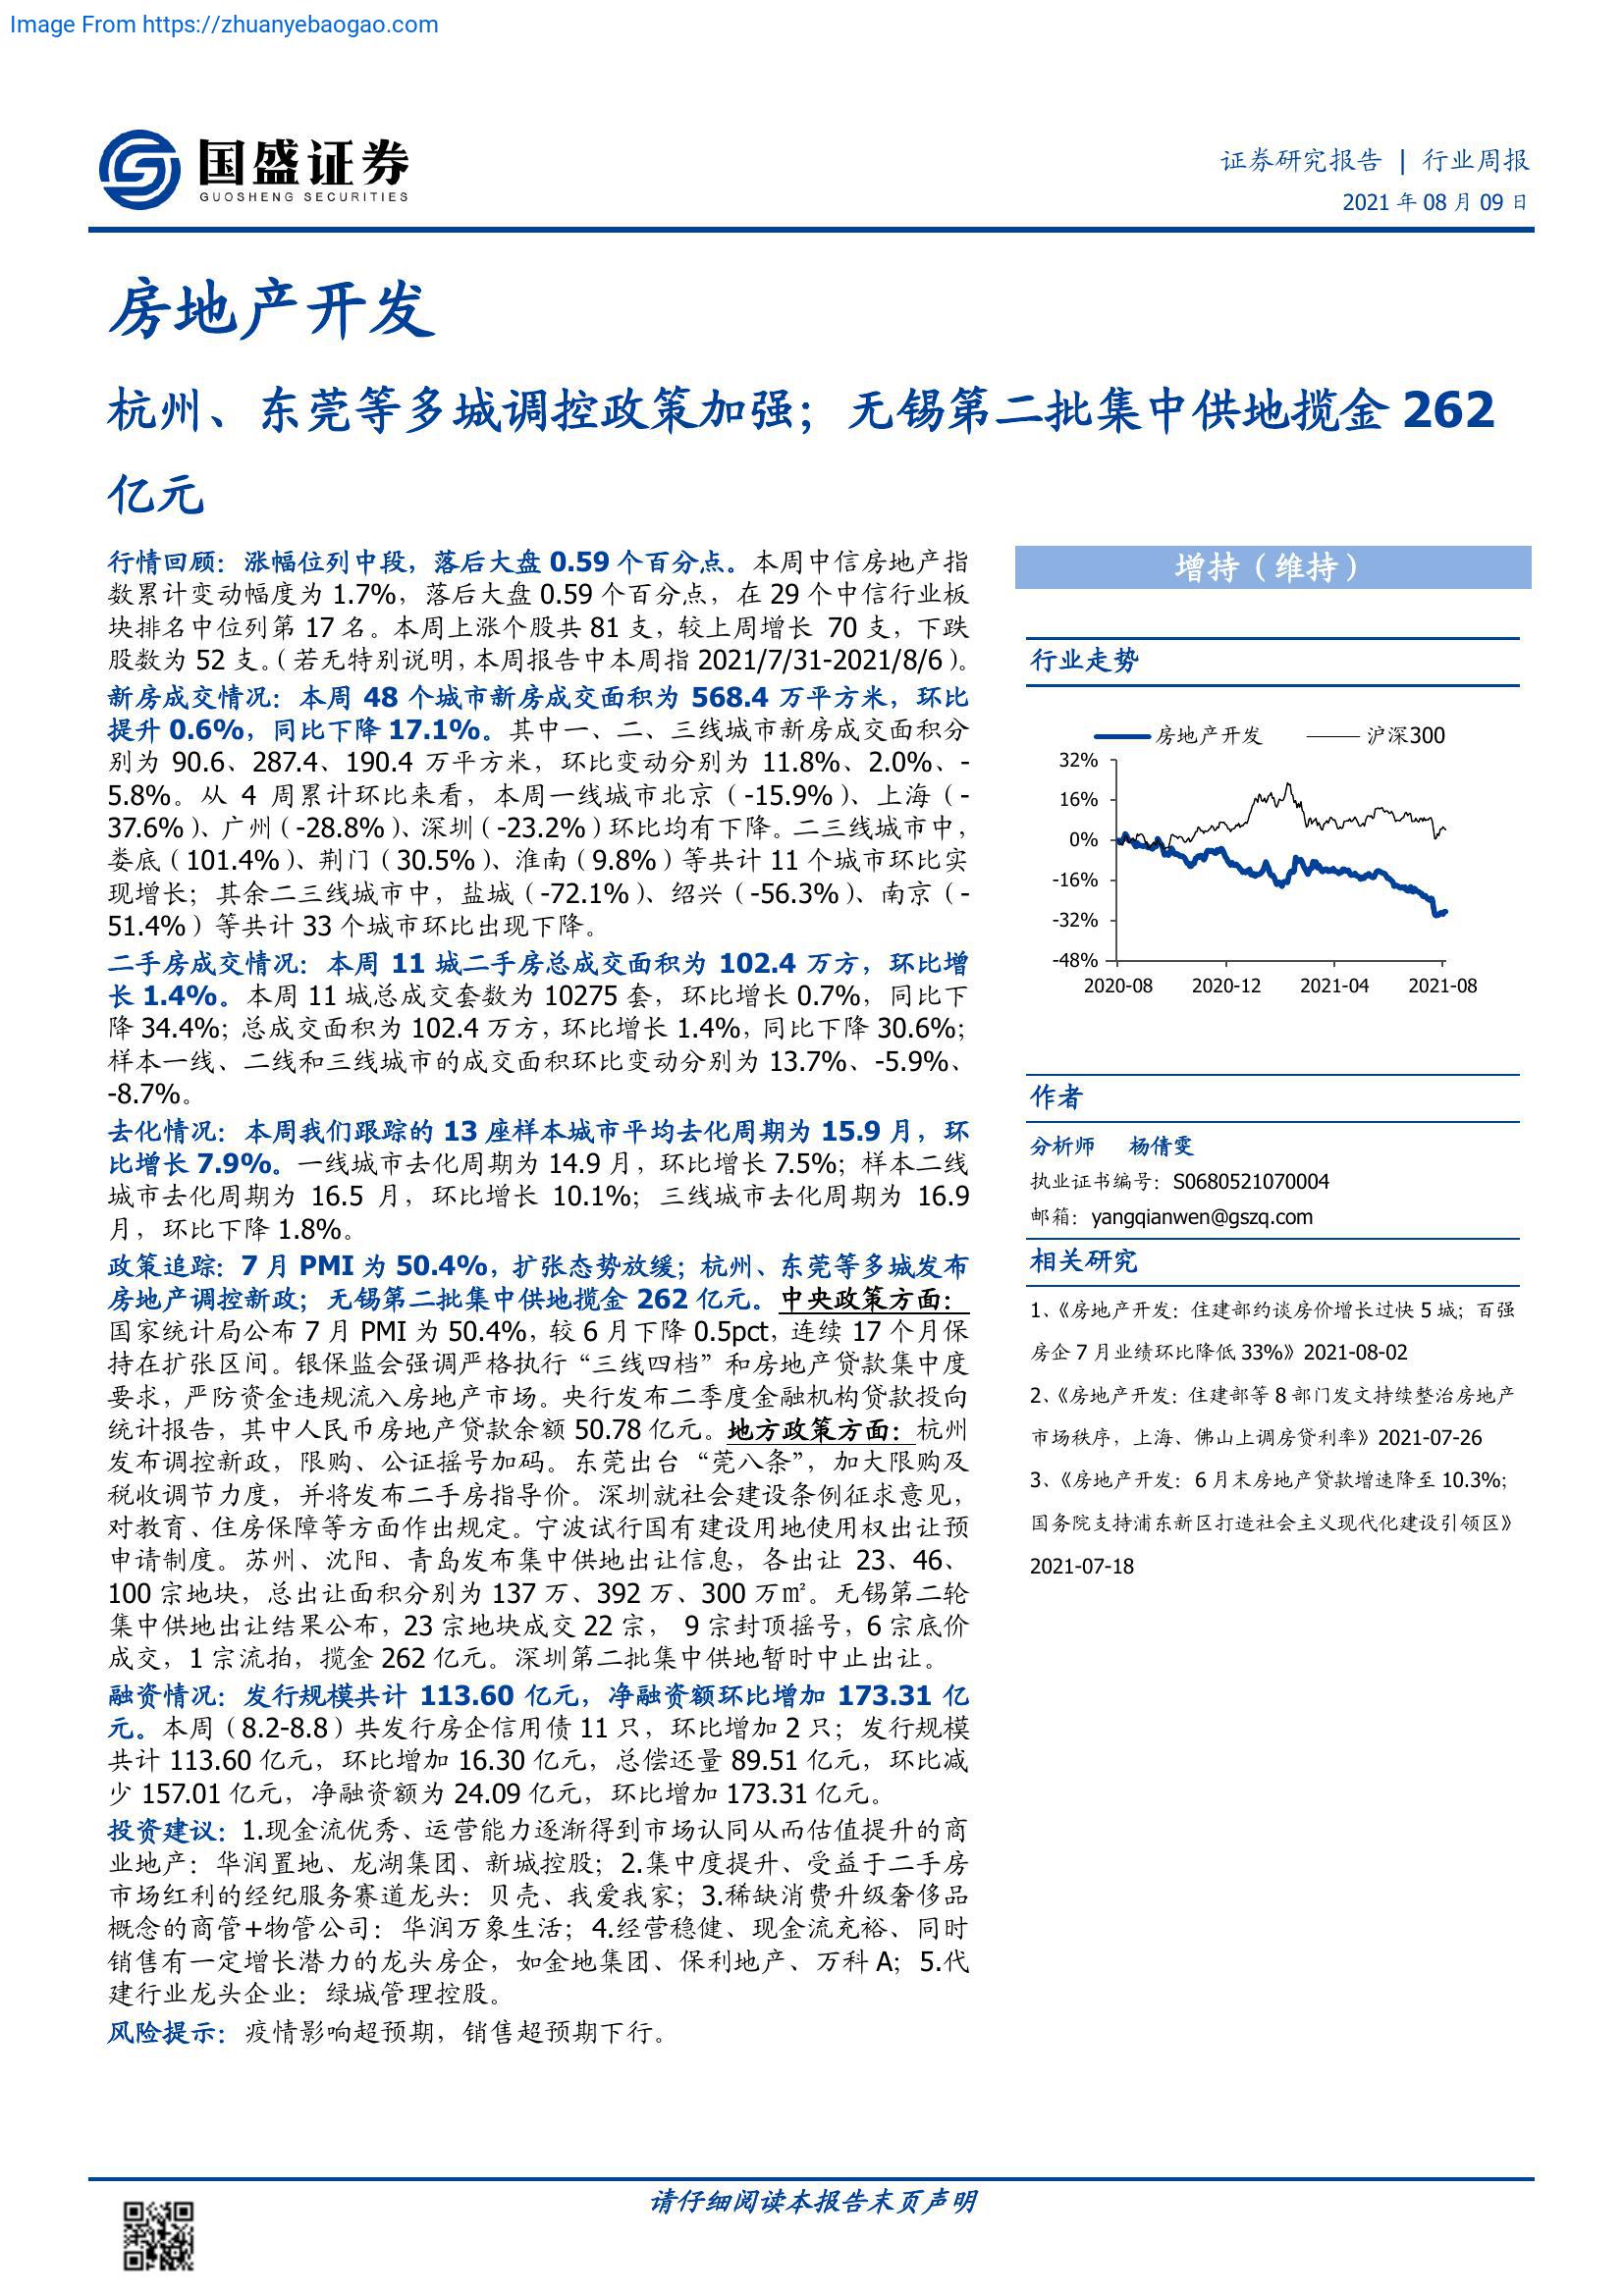 Image From https://zhuanyebaogao.com
国盛证券
GUOSHENG SECURITIES
证券研究报告 | 行业周报
2021 年 08 月 09 日
房地产开发
杭州、东莞等多城调控政策加强；无锡第二批集中供地揽金 262
亿元
行情回顾：涨幅位列中段，落后大盘 0.59 个百分点。本周中信房地产指
数累计变动幅度为 1.7%，落后大盘 0.59 个百分点，在 29 个中信行业板
块排名中位列第 17 名。本周上涨个股共 81 支，较上周增长 70 支，下跌
股数为 52 支。（若无特别说明，本周报告中本周指 2021/7/31-2021/8/6）。
新房成交情况：本周 48 个城市新房成交面积为 568.4 万平方米，环比
提升 0.6%，同比下降 17.1%。其中一、二、三线城市新房成交面积分
别为 90.6、287.4、190.4 万平方米，环比变动分别为 11.8%、2.0%、-
5.8%。从 4 周累计环比来看，本周一线城市北京（-15.9%）、上海（-
37.6%）、广州（-28.8%）、深圳（-23.2%）环比均有下降。二三线城市中，
娄底（101.4%）、荆门（30.5%）、淮南（9.8%）等共计 11 个城市环比实
现增长；其余二三线城市中，盐城（-72.1%）、绍兴（-56.3%）、南京（-
51.4%）等共计 33 个城市环比出现下降。
二手房成交情况：本周 11 城二手房总成交面积为 102.4 万方，环比增
长 1.4%。本周 11 城总成交套数为 10275 套，环比增长 0.7%，同比下
降 34.4%；总成交面积为 102.4 万方，环比增长 1.4%，同比下降 30.6%；
样本一线、二线和三线城市的成交面积环比变动分别为 13.7%、-5.9%、
-8.7%。
去化情况：本周我们跟踪的 13 座样本城市平均去化周期为 15.9 月，环
比增长 7.9%。一线城市去化周期为 14.9 月，环比增长 7.5%；样本二线
城市去化周期为 16.5 月，环比增长 10.1%；三线城市去化周期为 16.9
月，环比下降 1.8%。
政策追踪：7 月 PMI 为 50.4%，扩张态势放缓；杭州、东莞等多城发布
房地产调控新政；无锡第二批集中供地揽金 262 亿元。中央政策方面：
国家统计局公布 7 月 PMI 为 50.4%，较 6 月下降 0.5pct，连续 17 个月保
持在扩张区间。银保监会强调严格执行“三线四档”和房地产贷款集中度
要求，严防资金违规流入房地产市场。央行发布二季度金融机构贷款投向
统计报告，其中人民币房地产贷款余额 50.78 亿元。地方政策方面：杭州
发布调控新政，限购、公证摇号加码。东莞出台“莞八条”，加大限购及
税收调节力度，并将发布二手房指导价。深圳就社会建设条例征求意见，
对教育、住房保障等方面作出规定。宁波试行国有建设用地使用权出让预
申请制度。苏州、沈阳、青岛发布集中供地出让信息，各出让 23、46、
100 宗地块，总出让面积分别为 137 万、392 万、300 万㎡。无锡第二轮
集中供地出让结果公布，23 宗地块成交 22 宗， 9 宗封顶摇号，6 宗底价
成交，1 宗流拍，揽金 262 亿元。深圳第二批集中供地暂时中止出让。
融资情况：发行规模共计 113.60 亿元，净融资额环比增加 173.31 亿
元。本周（8.2-8.8）共发行房企信用债 11 只，环比增加 2 只；发行规模
共计 113.60 亿元，环比增加 16.30 亿元，总偿还量 89.51 亿元，环比减
少 157.01 亿元，净融资额为 24.09 亿元，环比增加 173.31 亿元。
投资建议：1.现金流优秀、运营能力逐渐得到市场认同从而估值提升的商
业地产：华润置地、龙湖集团、新城控股；2.集中度提升、受益于二手房
市场红利的经纪服务赛道龙头：贝壳、我爱我家；3.稀缺消费升级奢侈品
概念的商管+物管公司：华润万象生活；4.经营稳健、现金流充裕、同时
销售有一定增长潜力的龙头房企，如金地集团、保利地产、万科 A；5.代
建行业龙头企业：绿城管理控股。
风险提示：疫情影响超预期，销售超预期下行。
增持（维持）
行业走势
房地产开发 沪深300
32%
16%
0%
-16%
-32%
-48%
2020-08 2020-12 2021-04 2021-08
作者
分析师 杨倩雯
执业证书编号：S0680521070004
邮箱：yangqianwen@gszq.com
相关研究
1、《房地产开发：住建部约谈房价增长过快 5 城；百强
房企 7 月业绩环比降低 33%》2021-08-02
2、《房地产开发：住建部等 8 部门发文持续整治房地产
市场秩序，上海、佛山上调房贷利率》2021-07-26
3、《房地产开发：6 月末房地产贷款增速降至 10.3%；
国务院支持浦东新区打造社会主义现代化建设引领区》
2021-07-18
请仔细阅读本报告末页声明